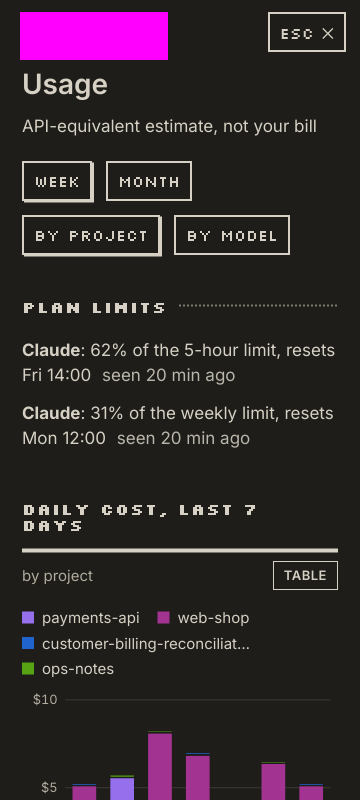 ESC ×
Usage
API-equivalent estimate, not your bill
WEEK MONTH
BY PROJECT BY MODEL
PLAN LIMITS
Claude: 62% of the 5-hour limit, resets
Fri 14:00 seen 20 min ago
Claude: 31% of the weekly limit, resets
Mon 12:00 seen 20 min ago
DAILY COST, LAST 7
DAYS
by project TABLE
payments-api web-shop
customer-billing-reconciliat...
ops-notes
$10
$5